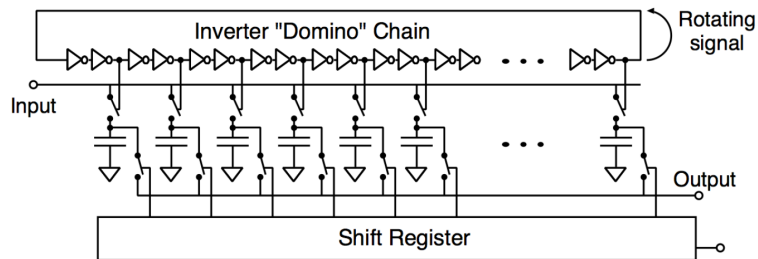 Inverter "Domino" Chain
Rotating
signal
Input
Output
Shift Register